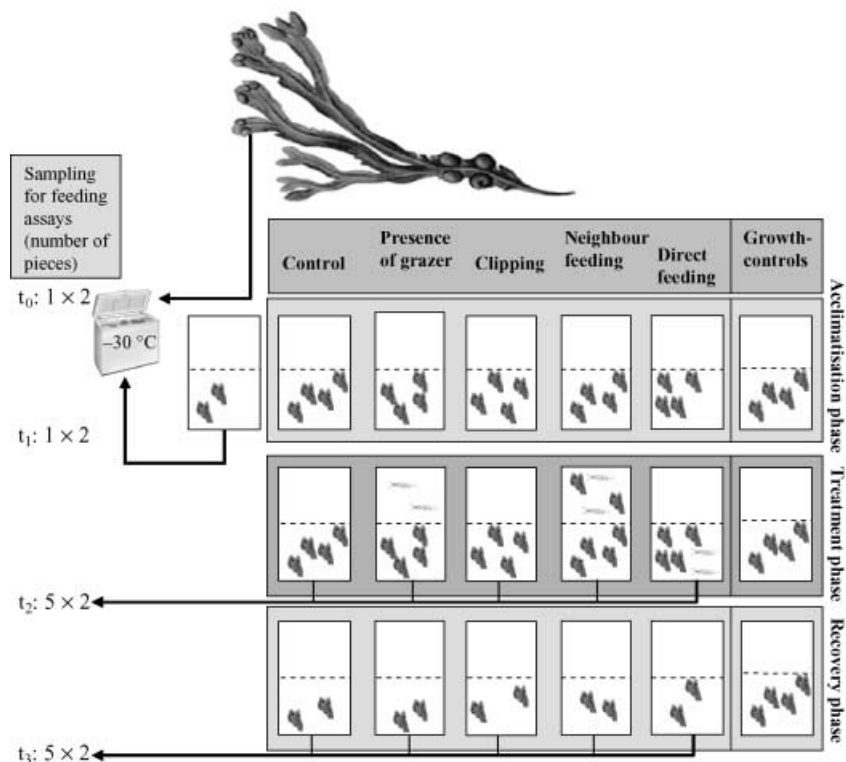 Sampling
for feeding
assays
(number of
pieces)
Control
Presence
of grazer
Clipping
Neighbour
feeding
Direct
feeding
Growth-
controls
t₀: 1 × 2
–30 °C
Acclimatisation phase
t₁: 1 × 2
Treatment phase
t₂: 5 × 2
Recovery phase
t₃: 5 × 2